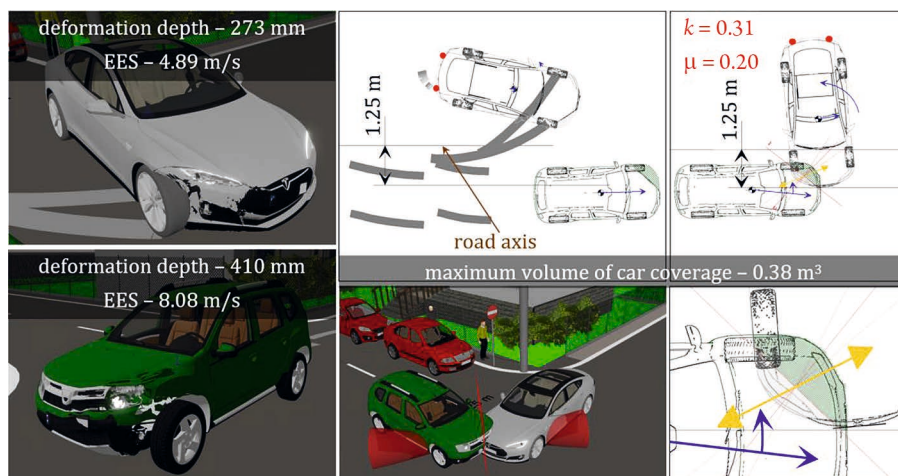 deformation depth – 273 mm
EES – 4.89 m/s
1.25 m
road axis
k = 0.31
μ = 0.20
1.25 m
maximum volume of car coverage – 0.38 m³
deformation depth – 410 mm
EES – 8.08 m/s